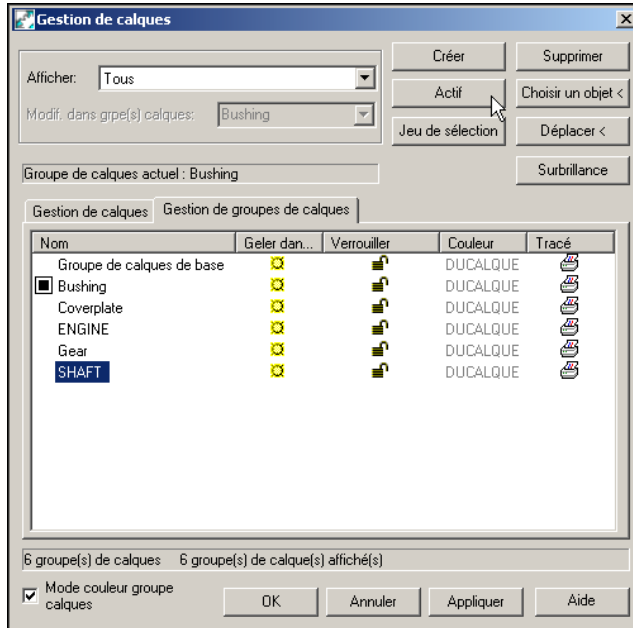 Gestion de calques
Afficher: Tous
Modif. dans grpe(s) calques: Bushing
Créer
Supprimer
Actif
Choisir un objet <
Jeu de sélection
Déplacer <
Surbrillance
Groupe de calques actuel : Bushing
Gestion de calques
Gestion de groupes de calques
Nom Geler dan... Verrouiller Couleur Tracé
Groupe de calques de base DUCALQUE
Bushing DUCALQUE
Coverplate DUCALQUE
ENGINE DUCALQUE
Gear DUCALQUE
SHAFT DUCALQUE
6 groupe(s) de calques 6 groupe(s) de calque(s) affiché(s)
Mode couleur groupe
calques
OK
Annuler
Appliquer
Aide